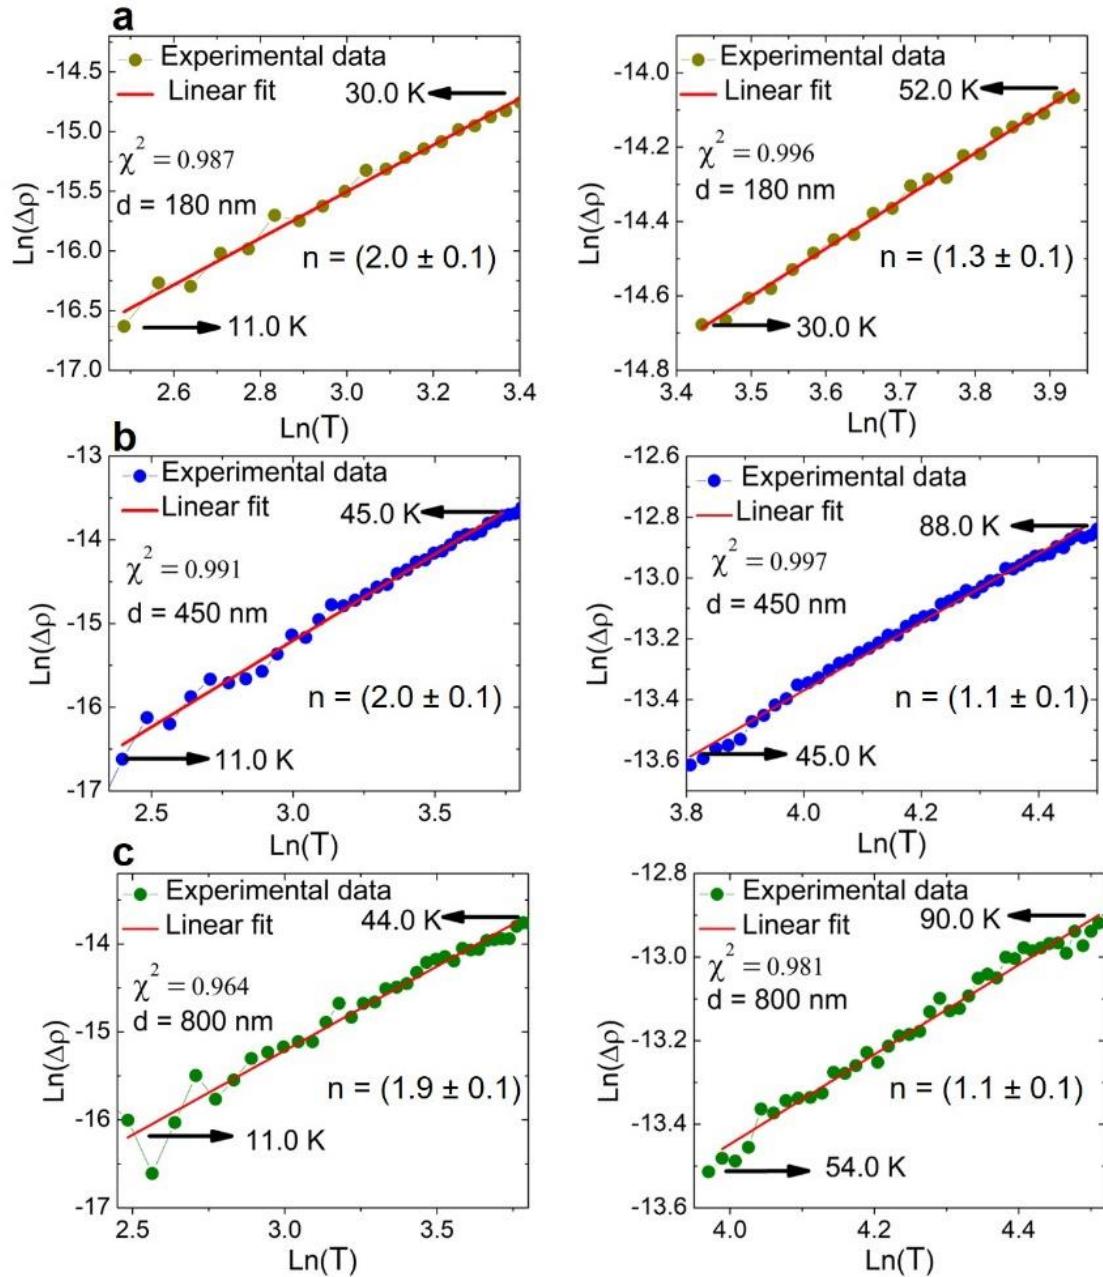 a
Experimental data
Linear fit
30.0 K
χ² = 0.987
d = 180 nm
n = (2.0 ± 0.1)
11.0 K
Ln(Δρ)
-14.5
-15.0
-15.5
-16.0
-16.5
-17.0
2.6 2.8 3.0 3.2 3.4
Ln(T)
Experimental data
Linear fit
52.0 K
χ² = 0.996
d = 180 nm
n = (1.3 ± 0.1)
30.0 K
Ln(Δρ)
-14.0
-14.2
-14.4
-14.6
-14.8
3.4 3.5 3.6 3.7 3.8 3.9
Ln(T)
b
Experimental data
Linear fit
45.0 K
χ² = 0.991
d = 450 nm
n = (2.0 ± 0.1)
11.0 K
Ln(Δρ)
-13
-14
-15
-16
-17
2.5 3.0 3.5
Ln(T)
Experimental data
Linear fit
88.0 K
χ² = 0.997
d = 450 nm
n = (1.1 ± 0.1)
45.0 K
Ln(Δρ)
-12.6
-12.8
-13.0
-13.2
-13.4
-13.6
3.8 4.0 4.2 4.4
Ln(T)
c
Experimental data
Linear fit
44.0 K
χ² = 0.964
d = 800 nm
n = (1.9 ± 0.1)
11.0 K
Ln(Δρ)
-14
-15
-16
-17
2.5 3.0 3.5
Ln(T)
Experimental data
Linear fit
90.0 K
χ² = 0.981
d = 800 nm
n = (1.1 ± 0.1)
54.0 K
Ln(Δρ)
-12.8
-13.0
-13.2
-13.4
-13.6
4.0 4.2 4.4
Ln(T)